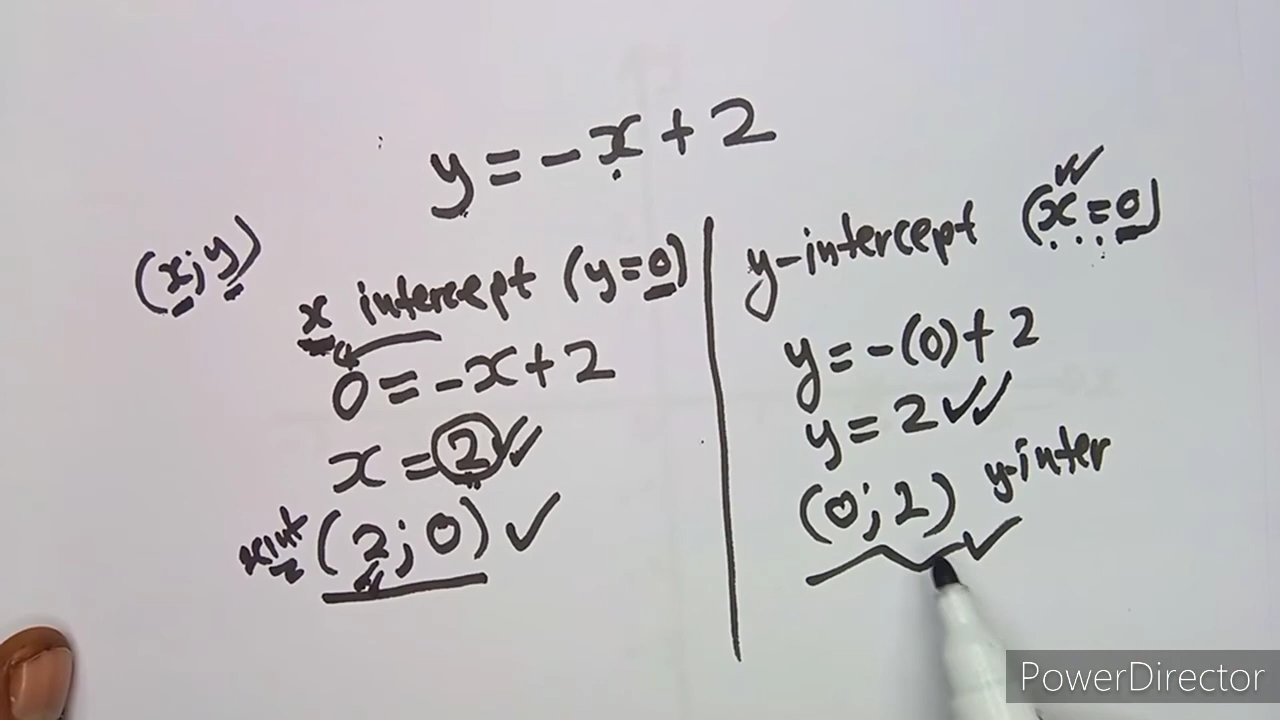 y = -x + 2
(x; y)
x intercept (y = 0)
0 = -x + 2
x = 2 ✓✓
x int (2; 0) ✓
y-intercept (x = 0) ✓✓
y = -(0) + 2
y = 2 ✓✓
(0; 2) y-inter ✓
PowerDirector